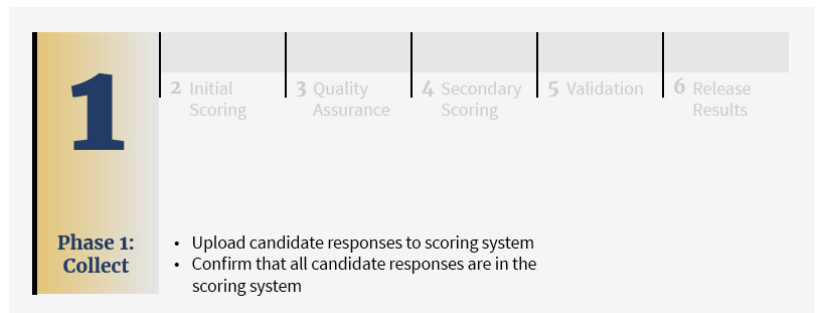 1
2 Initial
Scoring
3 Quality
Assurance
4 Secondary
Scoring
5 Validation
6 Release
Results
Phase 1:
Collect
• Upload candidate responses to scoring system
• Confirm that all candidate responses are in the
scoring system